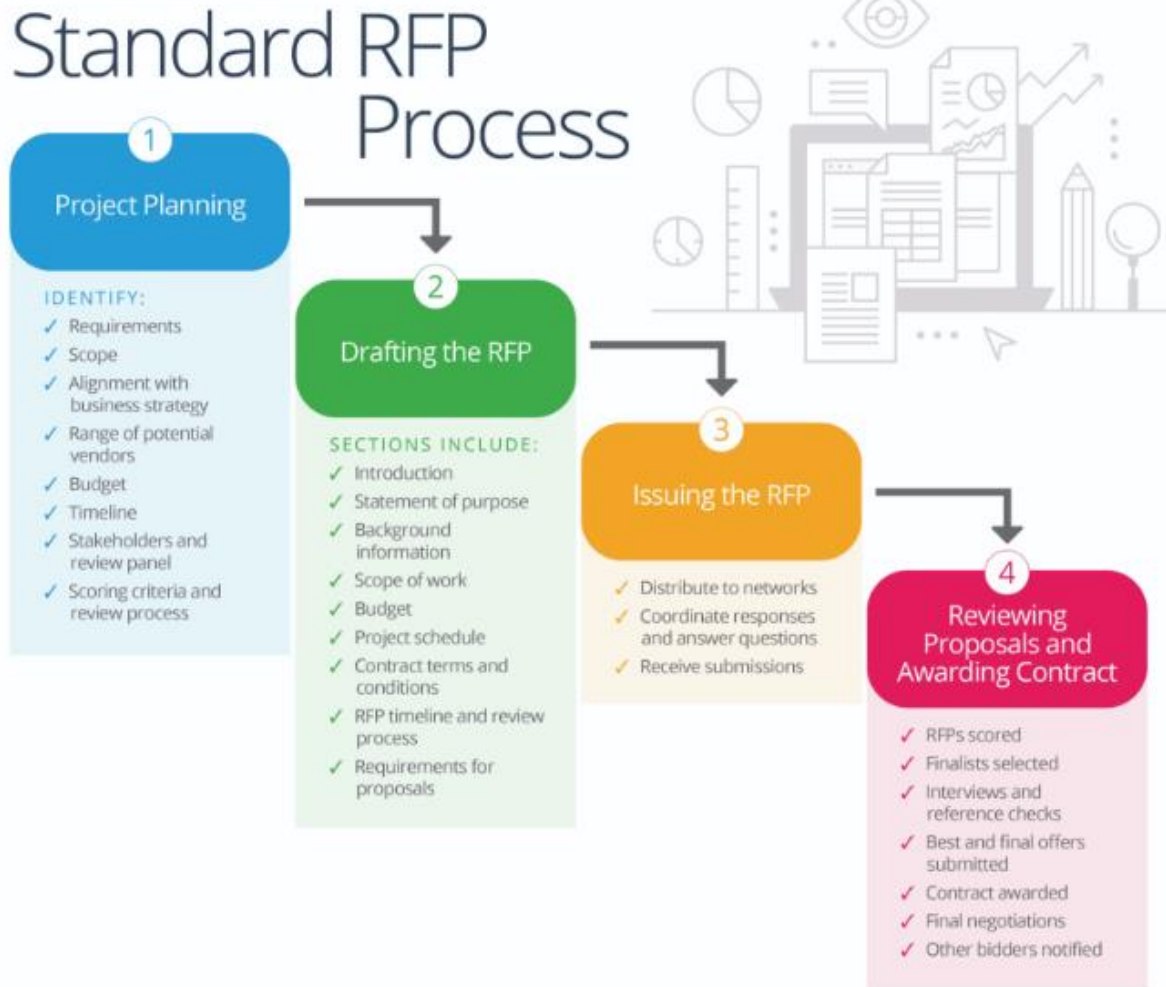 Standard RFP
Process
1
Project Planning
IDENTIFY:
✓ Requirements
✓ Scope
✓ Alignment with
business strategy
✓ Range of potential
vendors
✓ Budget
✓ Timeline
✓ Stakeholders and
review panel
✓ Scoring criteria and
review process
2
Drafting the RFP
SECTIONS INCLUDE:
✓ Introduction
✓ Statement of purpose
✓ Background
information
✓ Scope of work
✓ Budget
✓ Project schedule
✓ Contract terms and
conditions
✓ RFP timeline and review
process
✓ Requirements for
proposals
3
Issuing the RFP
✓ Distribute to networks
✓ Coordinate responses
and answer questions
✓ Receive submissions
4
Reviewing
Proposals and
Awarding Contract
✓ RFPs scored
✓ Finalists selected
✓ Interviews and
reference checks
✓ Best and final offers
submitted
✓ Contract awarded
✓ Final negotiations
✓ Other bidders notified